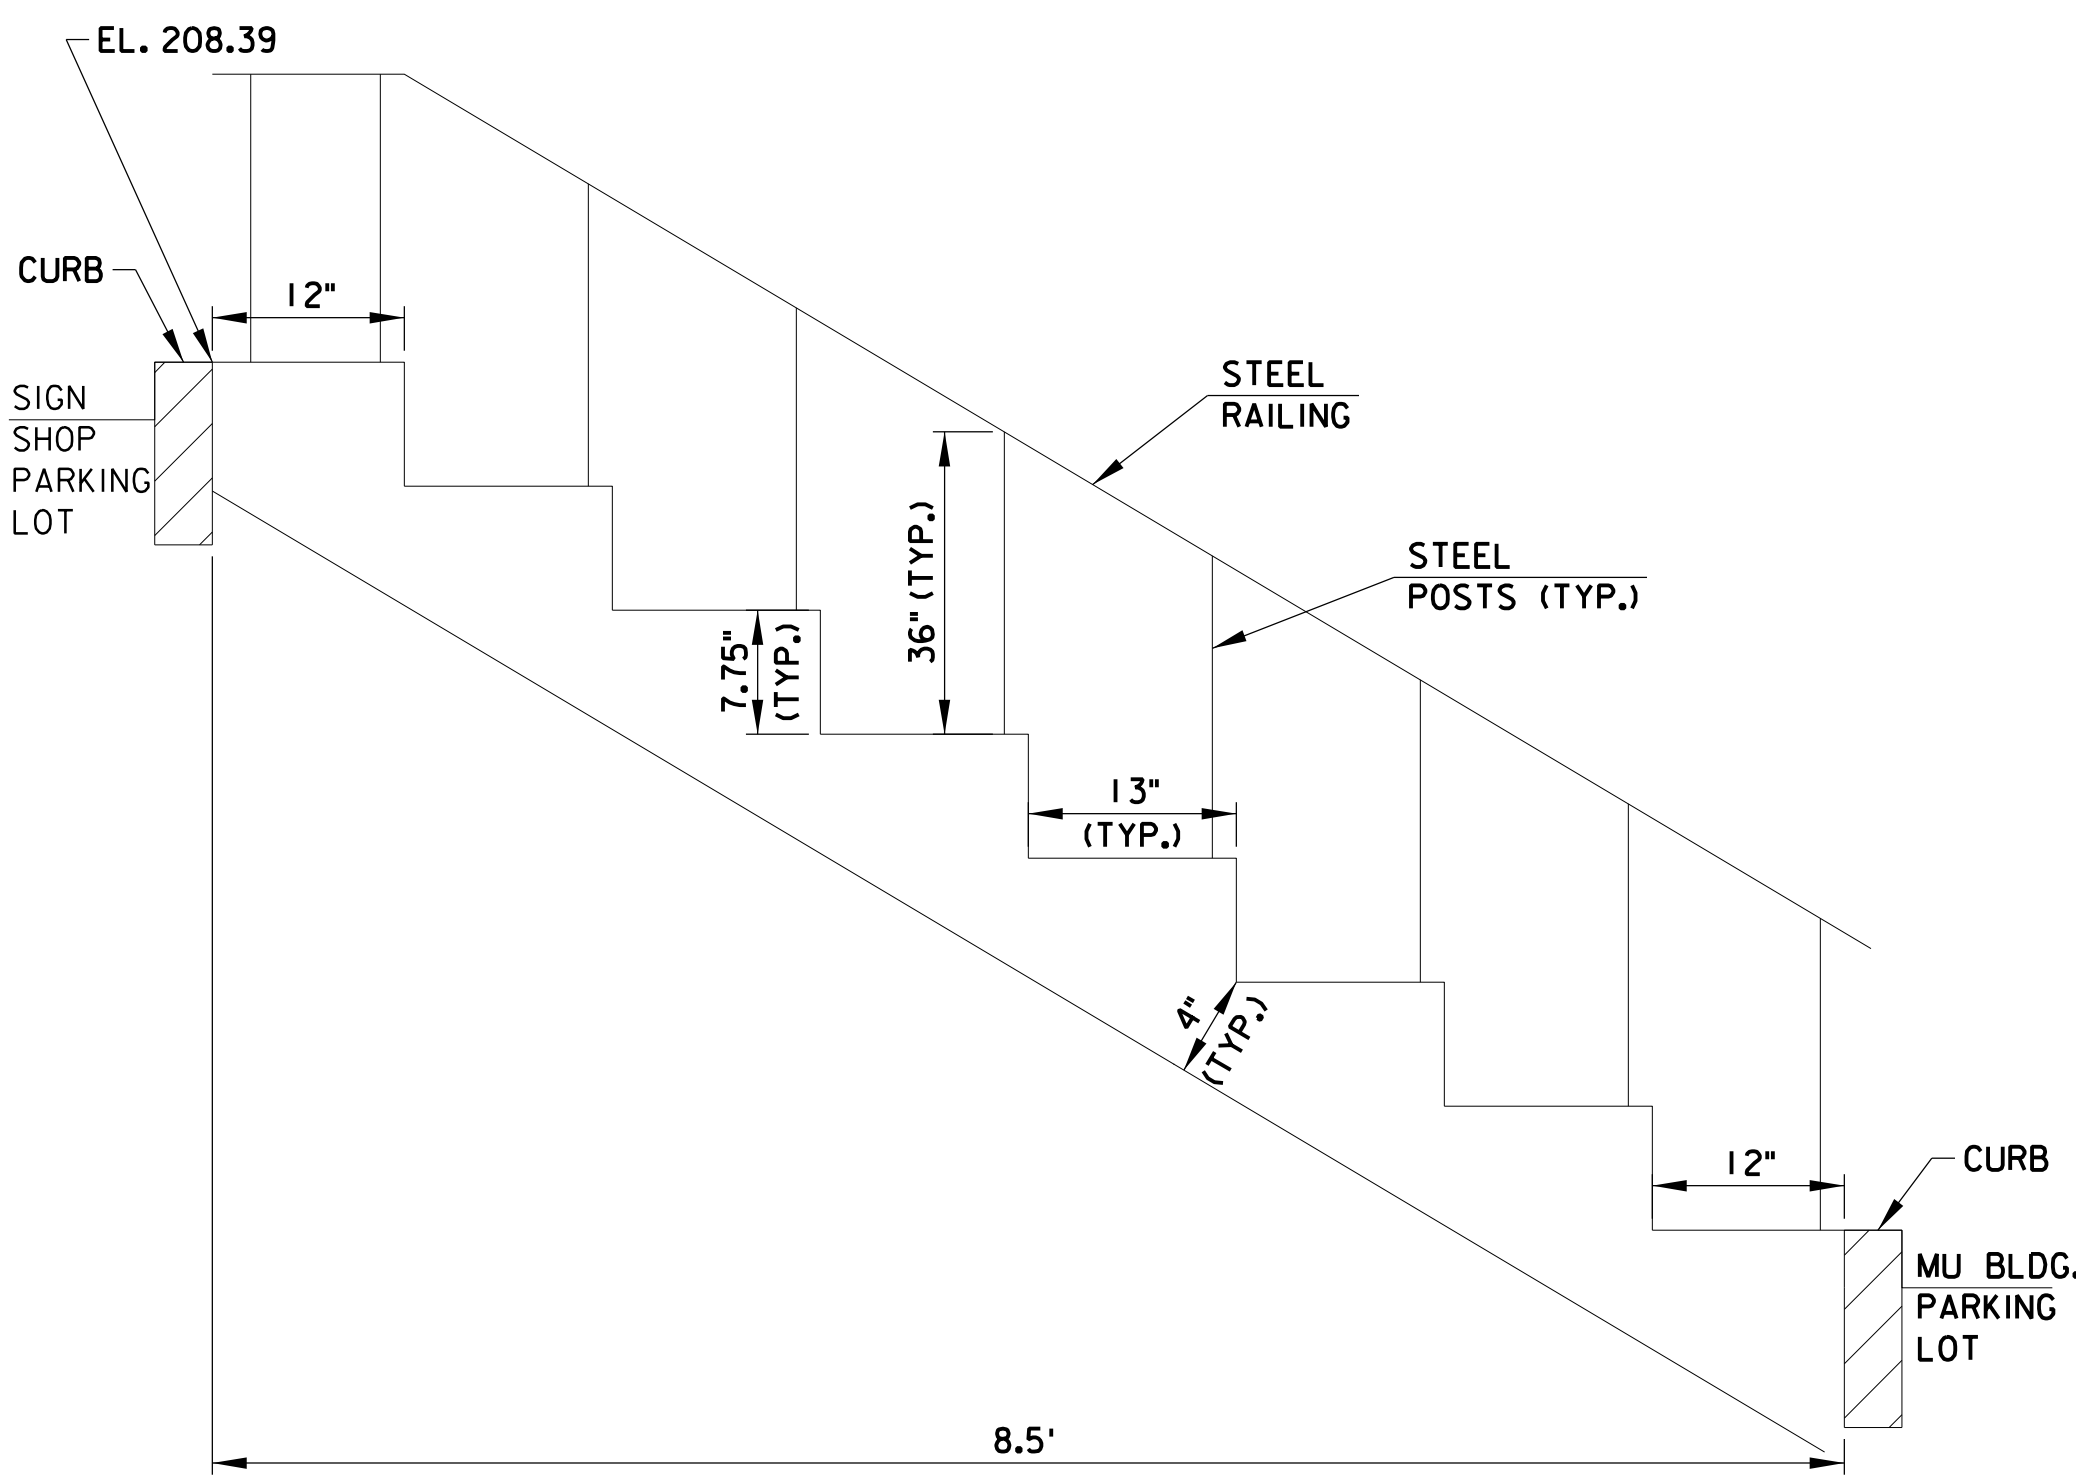 EL. 208.39
CURB
12"
SIGN
SHOP
PARKING
LOT
STEEL
RAILING
36" (TYP.)
STEEL
POSTS (TYP.)
7.75"
(TYP.)
13"
(TYP.)
4"
(TYP.)
12"
CURB
MU BLDG.
PARKING
LOT
8.5'